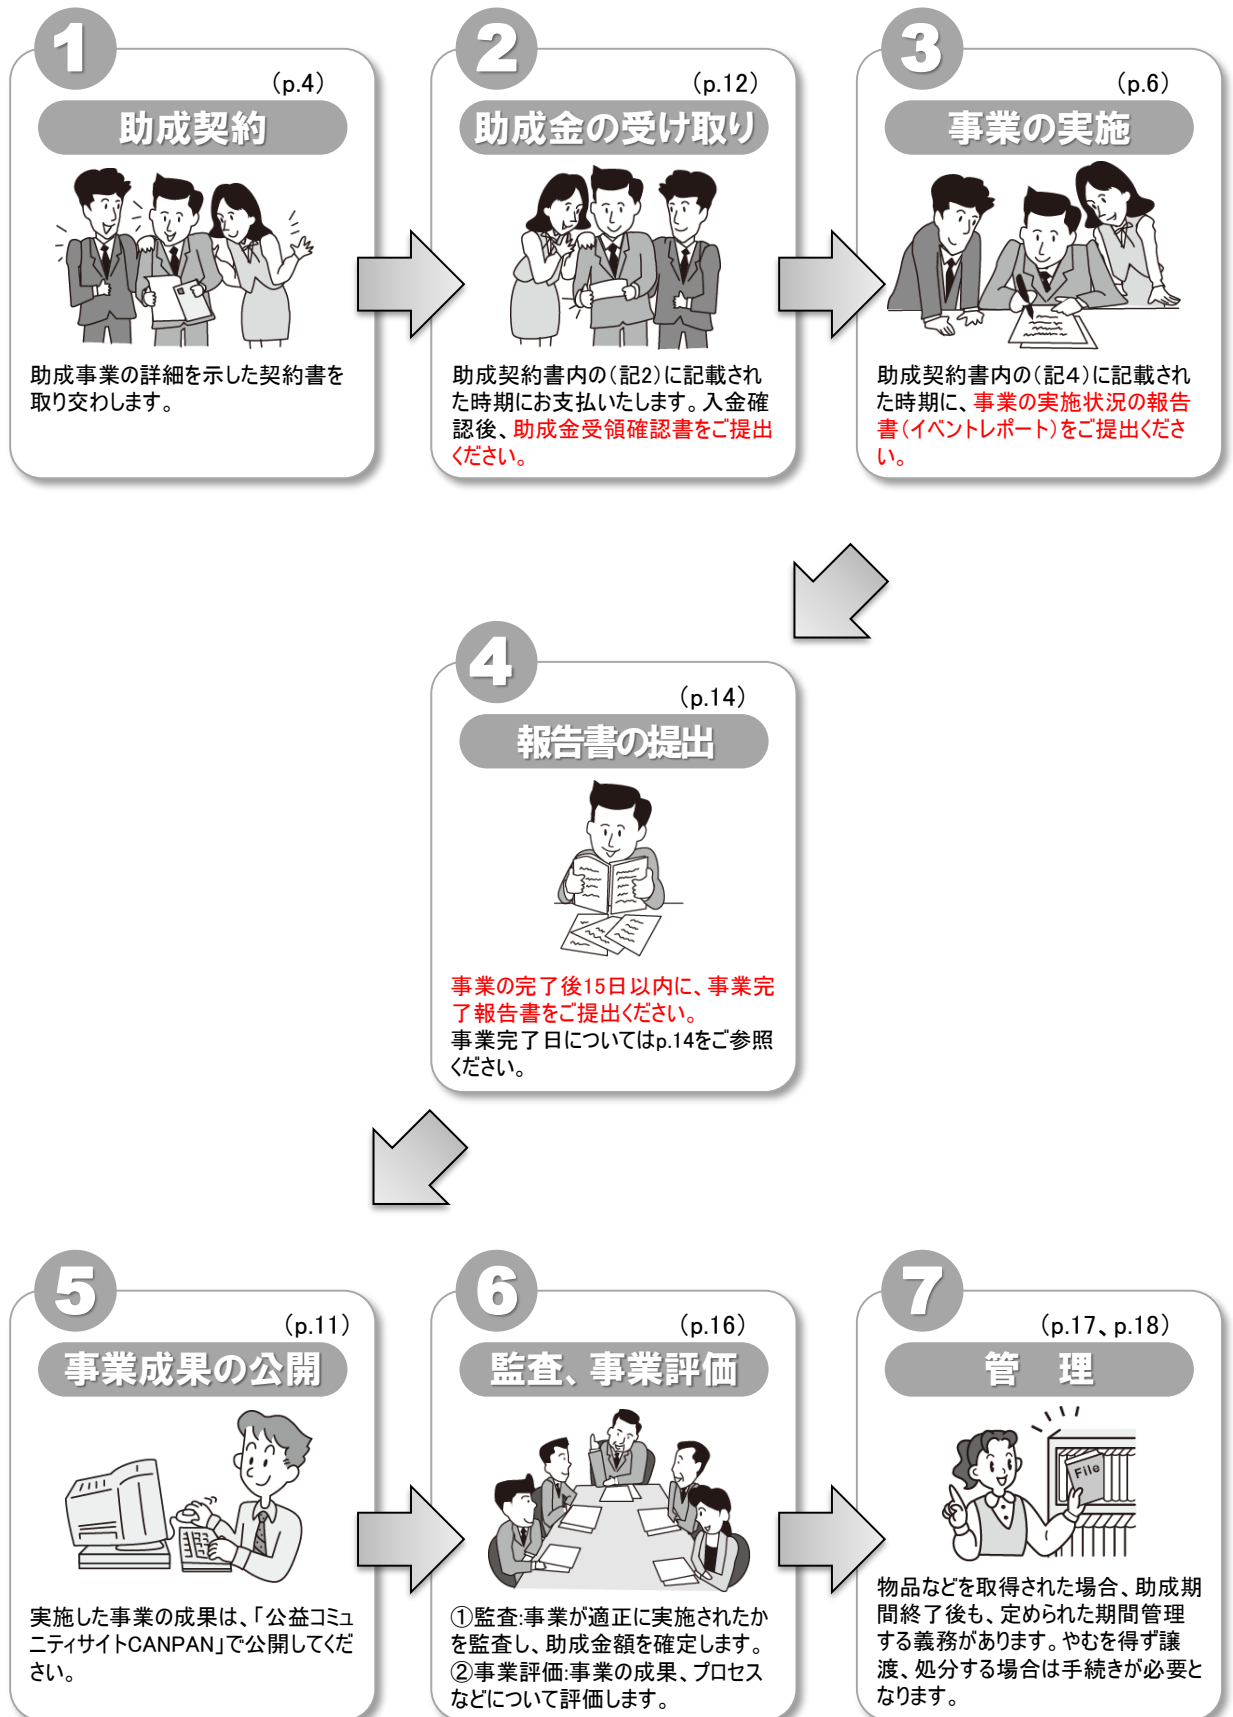 1
(p.4)
助成契約
助成事業の詳細を示した契約書を
取り交わします。
2
(p.12)
助成金の受け取り
助成契約書内の（記2）に記載され
た時期にお支払いたします。入金確
認後、助成金受領確認書をご提出
ください。
3
(p.6)
事業の実施
助成契約書内の（記４）に記載され
た時期に、事業の実施状況の報告
書（イベントレポート）をご提出くださ
い。
4
(p.14)
報告書の提出
事業の完了後15日以内に、事業完
了報告書をご提出ください。
事業完了日についてはp.14をご参照
ください。
5
(p.11)
事業成果の公開
実施した事業の成果は、「公益コミュ
ニティサイトCANPAN」で公開してくだ
さい。
6
(p.16)
監査、事業評価
①監査:事業が適正に実施されたか
を監査し、助成金額を確定します。
②事業評価:事業の成果、プロセス
などについて評価します。
7
(p.17、p.18)
管　理
File
物品などを取得された場合、助成期
間終了後も、定められた期間管理
する義務があります。やむを得ず譲
渡、処分する場合は手続きが必要と
なります。